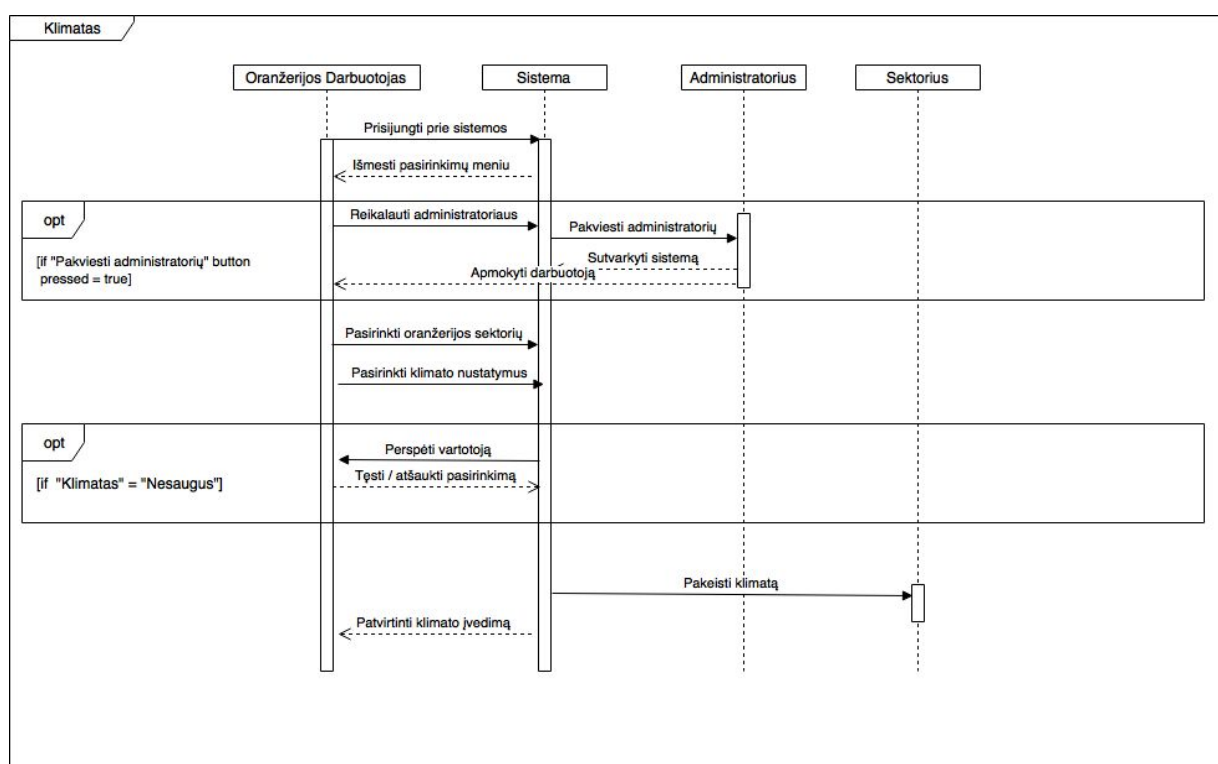 Klimatas
Oranžerijos Darbuotojas
Sistema
Administratorius
Sektorius
Prisijungti prie sistemos
Išmesti pasirinkimų meniu
opt
Reikalauti administratoriaus
Pakviesti administratorių
[if "Pakviesti administratorių" button
pressed = true]
Sutvarkyti sistemą
Apmokyti darbuotoją
Pasirinkti oranžerijos sektorių
Pasirinkti klimato nustatymus
opt
Perspėti vartotoją
[if "Klimatas" = "Nesaugus"]
Tęsti / atšaukti pasirinkimą
Pakeisti klimatą
Patvirtinti klimato įvedimą